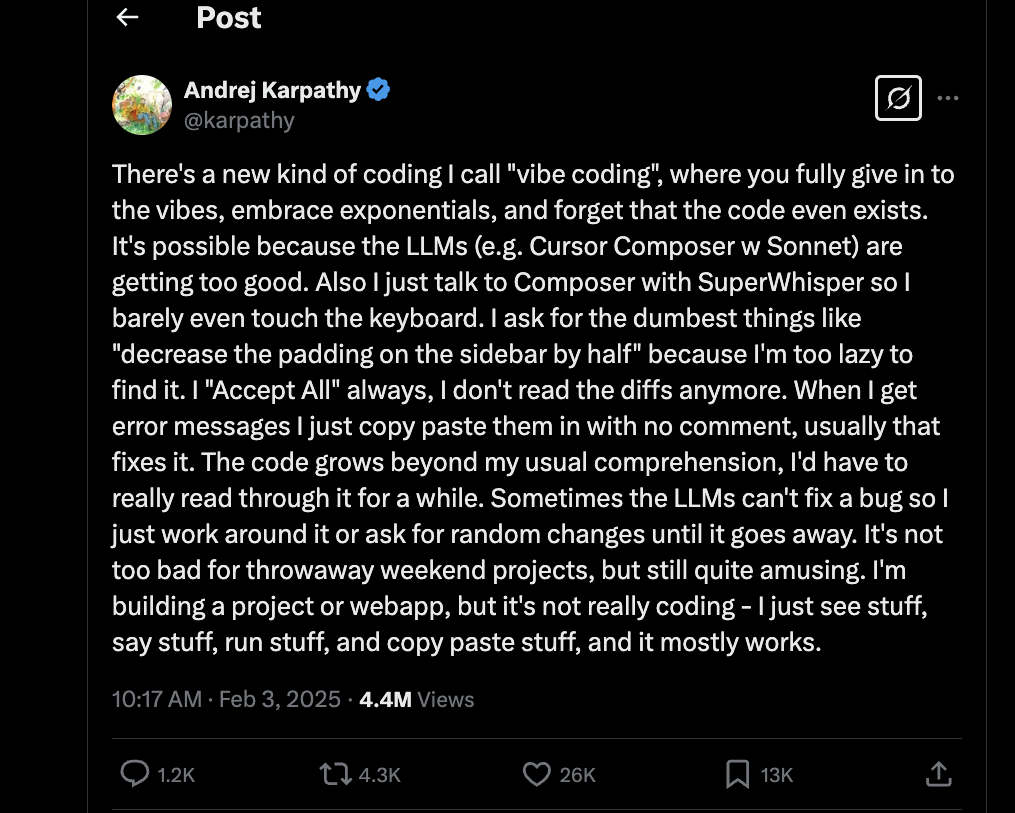 Post
Andrej Karpathy
@karpathy
There's a new kind of coding I call "vibe coding", where you fully give in to
the vibes, embrace exponentials, and forget that the code even exists.
It's possible because the LLMs (e.g. Cursor Composer w Sonnet) are
getting too good. Also I just talk to Composer with SuperWhisper so I
barely even touch the keyboard. I ask for the dumbest things like
"decrease the padding on the sidebar by half" because I'm too lazy to
find it. I "Accept All" always, I don't read the diffs anymore. When I get
error messages I just copy paste them in with no comment, usually that
fixes it. The code grows beyond my usual comprehension, I'd have to
really read through it for a while. Sometimes the LLMs can't fix a bug so I
just work around it or ask for random changes until it goes away. It's not
too bad for throwaway weekend projects, but still quite amusing. I'm
building a project or webapp, but it's not really coding - I just see stuff,
say stuff, run stuff, and copy paste stuff, and it mostly works.
10:17 AM · Feb 3, 2025 · 4.4M Views
1.2K 4.3K 26K 13K